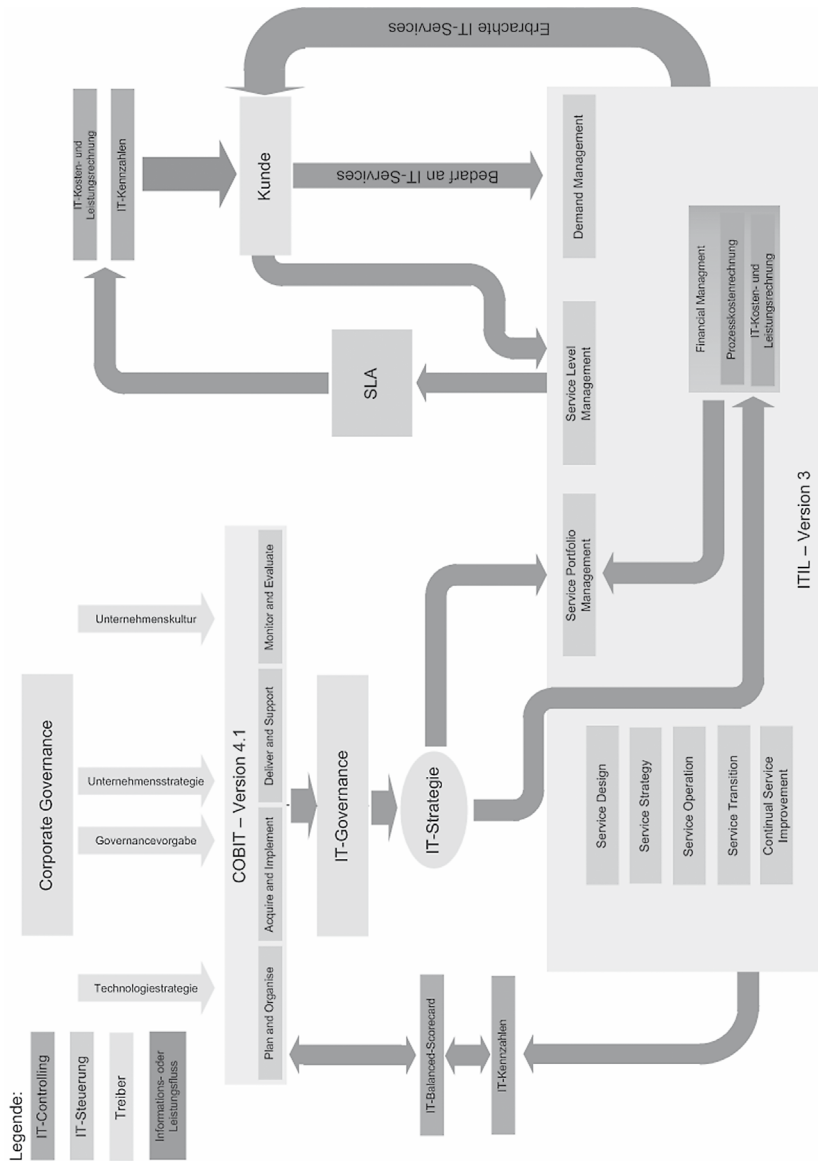 Legende:
IT-Controlling
IT-Steuerung
Treiber
Informations- oder
Leistungsfluss
Corporate Governance
Technologiestrategie
Governancevorgabe
Unternehmensstrategie
Unternehmenskultur
COBIT – Version 4.1
Plan and Organise
Acquire and Implement
Deliver and Support
Monitor and Evaluate
IT-Governance
IT-Strategie
IT-Balanced-Scorecard
IT-Kennzahlen
IT-Kosten- und
Leistungsrechnung
IT-Kennzahlen
Kunde
Erbrachte IT-Services
Bedarf an IT-Services
SLA
Service Portfolio
Management
Service Level
Management
Demand Management
Service Design
Service Strategy
Service Operation
Service Transition
Continual Service
Improvement
Financial Managment
Prozesskostenrechnung
IT-Kosten- und
Leistungsrechnung
ITIL – Version 3